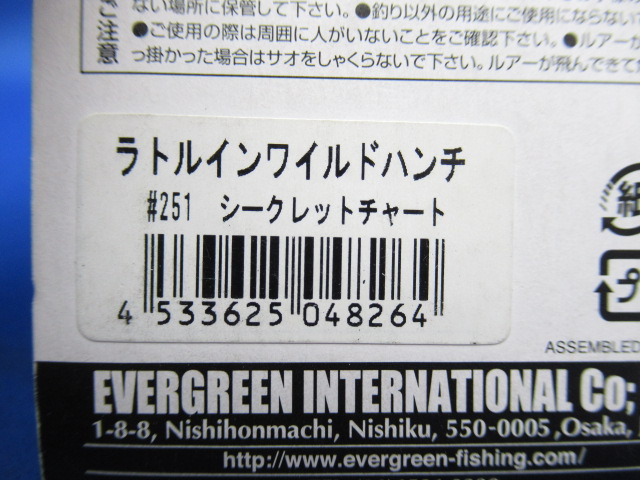 ない場所に保管して下さい。●釣り以外の用途にご使用にならない
●ご使用の際は周囲に人がいないことをご確認下さい。●ルアーが
っ掛かった場合はサオをしゃくらないで下さい。ルアーが飛んできて
ご注意
ラトルインワイルドハンチ
#251 シークレットチャート
4 533625 048264
紙
プ
ASSEMBLED
EVERGREEN INTERNATIONAL Co;
1-8-8, Nishihonmachi, Nishiku, 550-0005 ,Osaka,
http://www.evergreen-fishing.com/